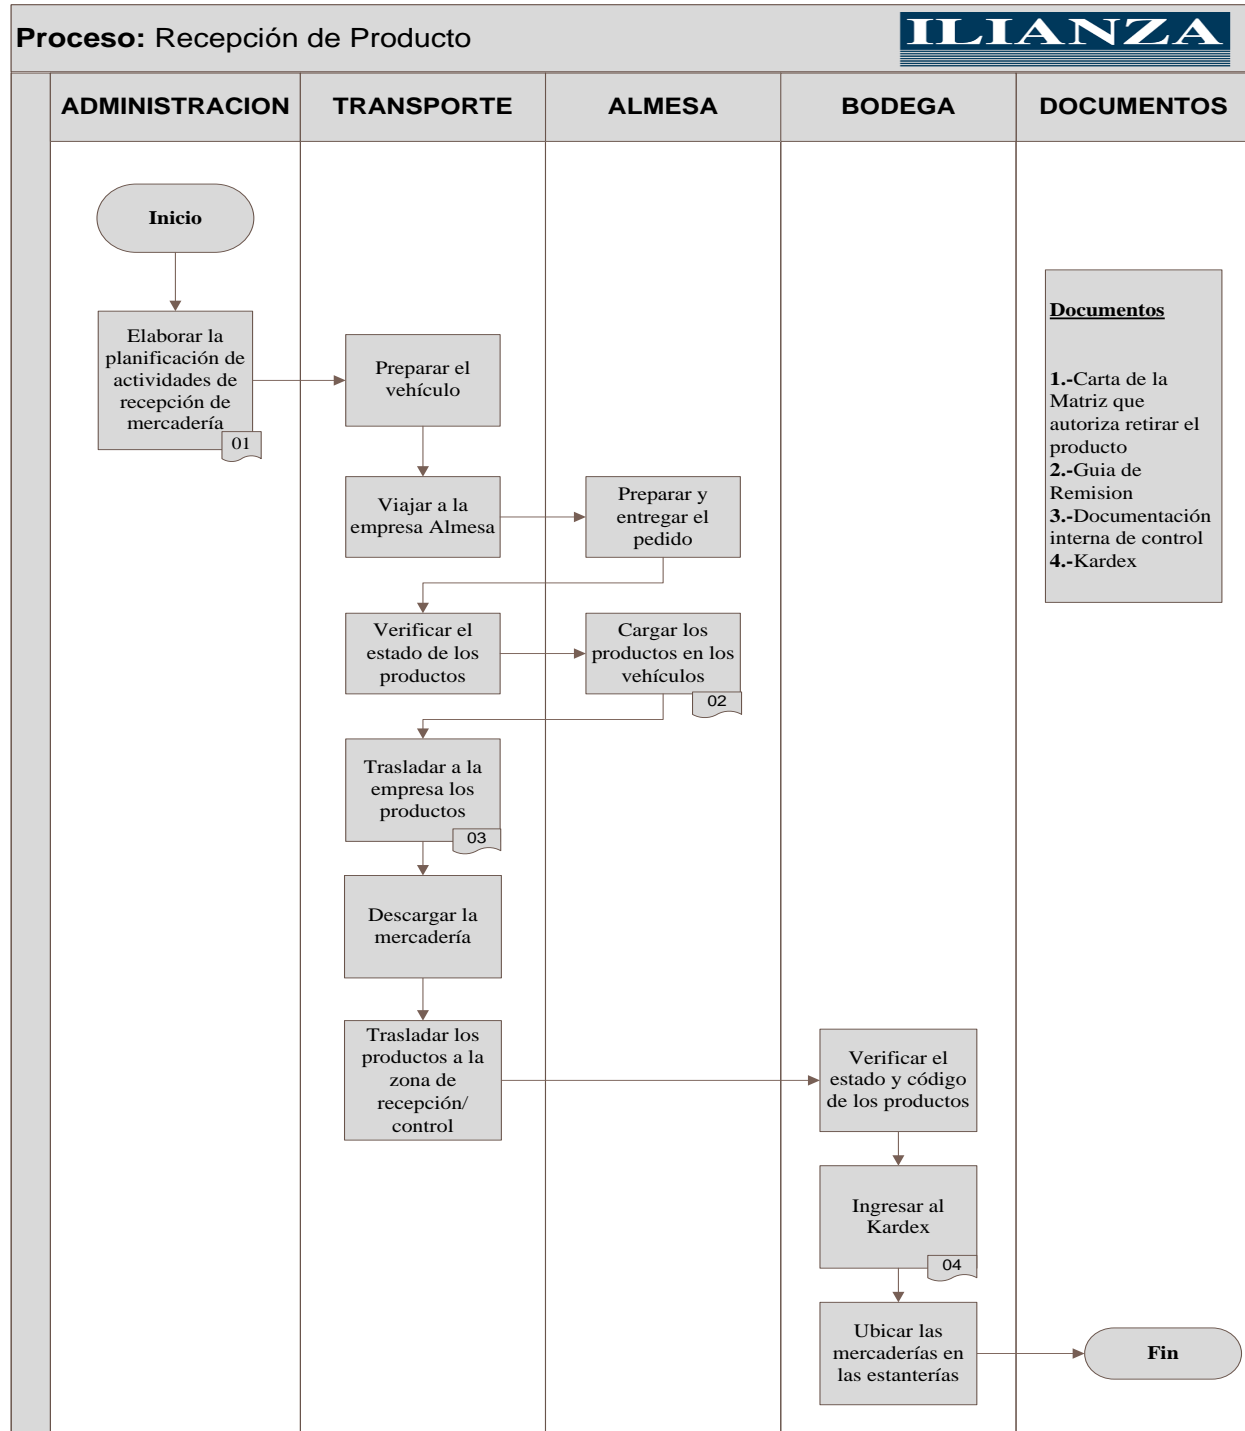 Proceso: Recepción de Producto
ILIANZA
ADMINISTRACION
TRANSPORTE
ALMESA
BODEGA
DOCUMENTOS
Inicio
Elaborar la
planificación de
actividades de
recepción de
mercadería
01
Preparar el
vehículo
Viajar a la
empresa Almesa
Preparar y
entregar el
pedido
Verificar el
estado de los
productos
Cargar los
productos en los
vehículos
02
Trasladar a la
empresa los
productos
03
Descargar la
mercadería
Trasladar los
productos a la
zona de
recepción/
control
Verificar el
estado y código
de los productos
Ingresar al
Kardex
04
Ubicar las
mercaderías en
las estanterías
Fin
Documentos
1.-Carta de la
Matriz que
autoriza retirar el
producto
2.-Guia de
Remision
3.-Documentación
interna de control
4.-Kardex